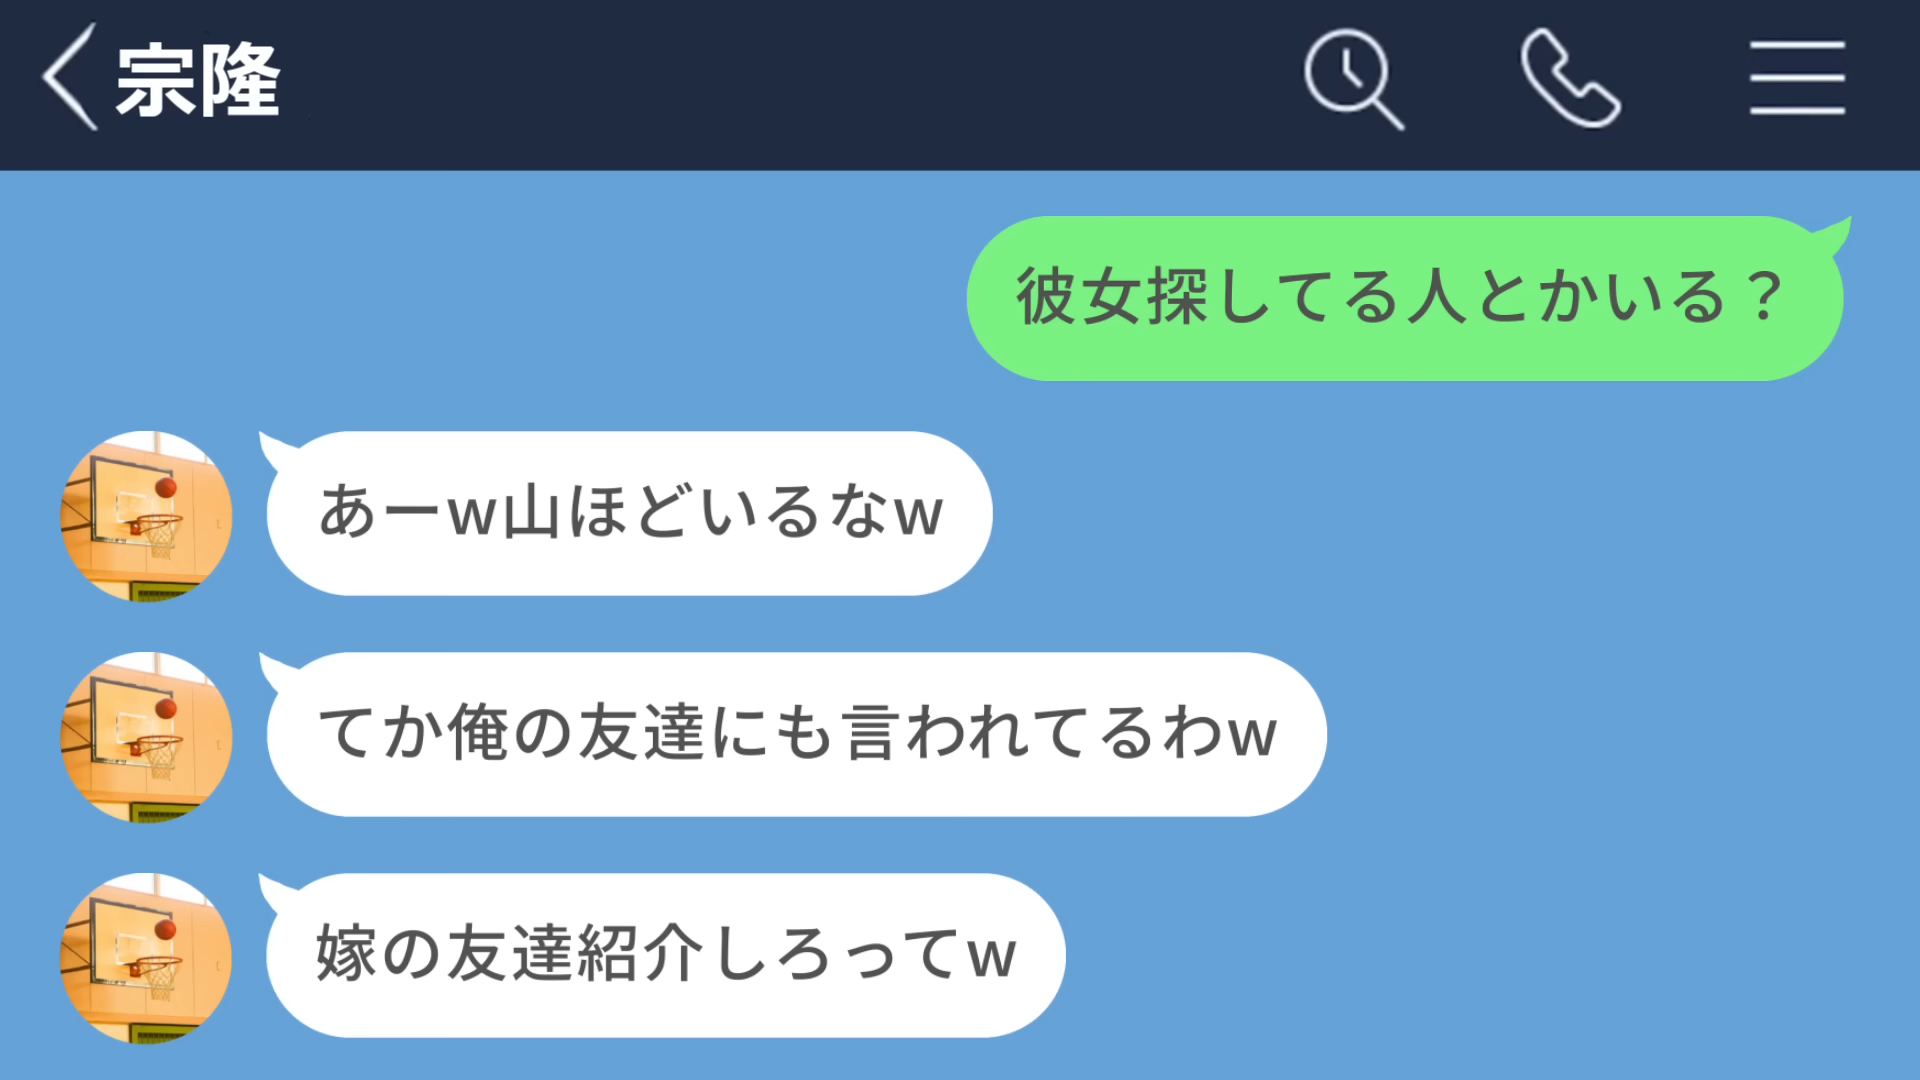 宗隆
彼女探してる人とかいる？
あーw山ほどいるなw
てか俺の友達にも言われてるわw
嫁の友達紹介しろってw